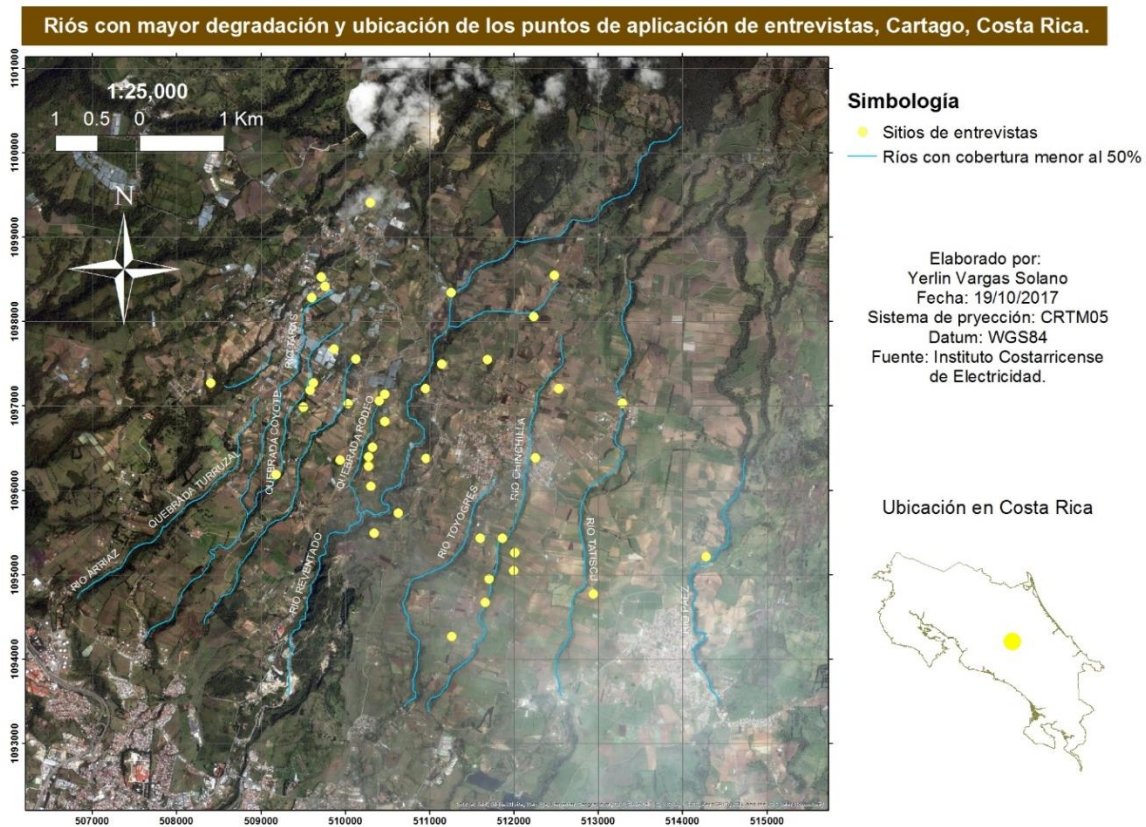 Riós con mayor degradación y ubicación de los puntos de aplicación de entrevistas, Cartago, Costa Rica.
1:25,000
1 0.5 0 1 Km
N
1101000
1100000
1099000
1098000
1097000
1096000
1095000
1094000
1093000
507000 508000 509000 510000 511000 512000 513000 514000 515000
RIO TARAS
QUEBRADA COYOTE
QUEBRADA TURRUZAL
RIO ARRIAZ
QUEBRADA RODEO
RIO REVENTADO
RIO TOYOGRES
RIO CHINCHILLA
RIO TATISCU
RIO
Simbología
Sitios de entrevistas
Ríos con cobertura menor al 50%
Elaborado por:
Yerlin Vargas Solano
Fecha: 19/10/2017
Sistema de pryección: CRTM05
Datum: WGS84
Fuente: Instituto Costarricense
de Electricidad.
Ubicación en Costa Rica